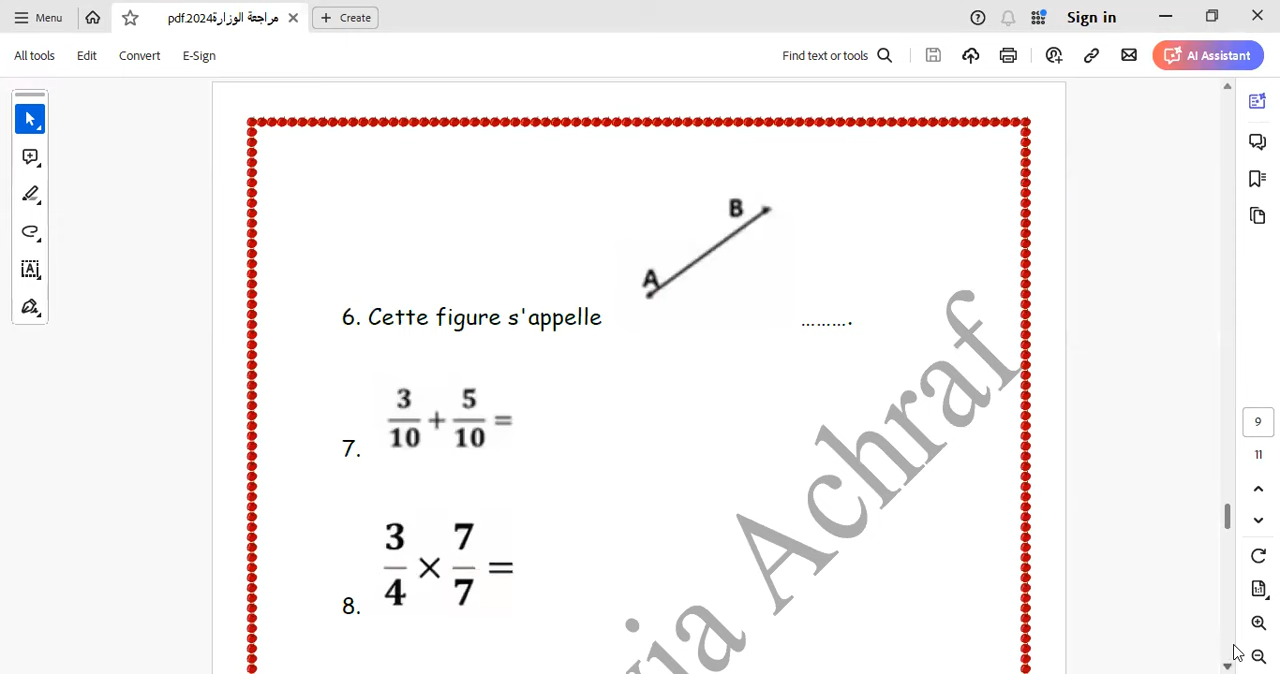 Menu
مراجعة الوزارة2024.pdf
Create
Sign in
All tools
Edit
Convert
E-Sign
Find text or tools
AI Assistant
B
A
6. Cette figure s'appelle ..........
7. 3/10 + 5/10 =
8. 3/4 × 7/7 =
Achraf
9
11